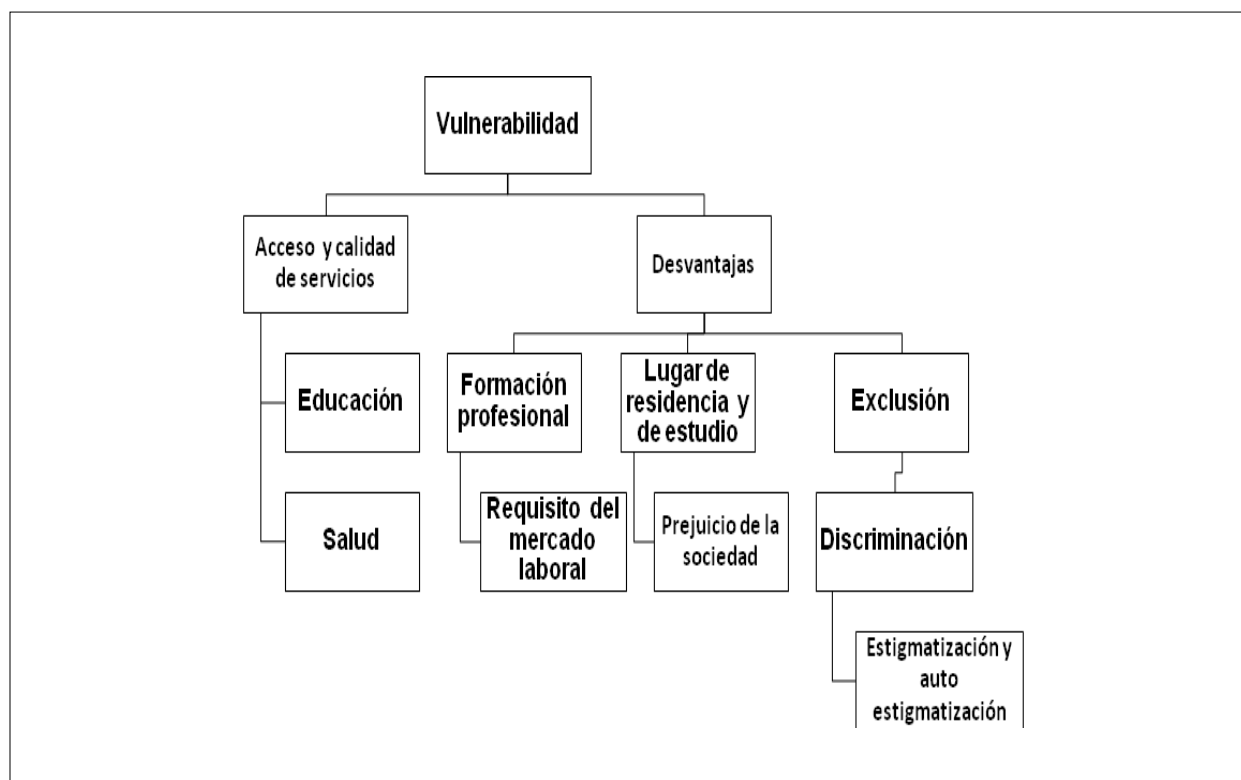 Vulnerabilidad
Acceso y calidad
de servicios
Desvantajas
Educación
Formación
profesional
Lugar de
residencia y
de estudio
Exclusión
Salud
Requisito del
mercado
laboral
Prejuicio de la
sociedad
Discriminación
Estigmatización y
auto
estigmatización